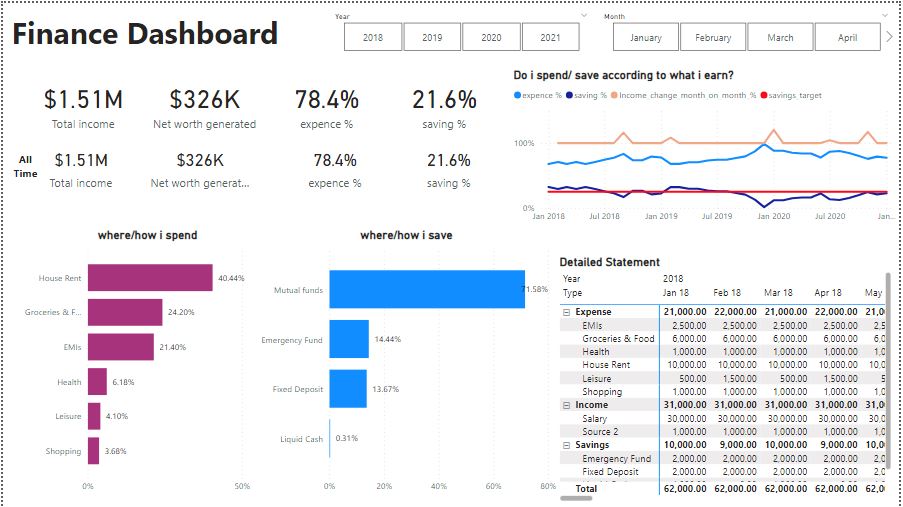 Finance Dashboard
Year
2018 2019 2020 2021
Month
January February March April
$1.51M $326K 78.4% 21.6%
Total income Net worth generated expence % saving %
All Time
$1.51M $326K 78.4% 21.6%
Total income Net worth generat... expence % saving %
Do i spend/ save according to what i earn?
expence % saving % Income change month on month % savings target
100%
0%
Jan 2018 Jul 2018 Jan 2019 Jul 2019 Jan 2020 Jul 2020 Jan...
where/how i spend
House Rent 40.44%
Groceries & F... 24.20%
EMIs 21.40%
Health 6.18%
Leisure 4.10%
Shopping 3.68%
0% 50%
where/how i save
Mutual funds 71.58%
Emergency Fund 14.44%
Fixed Deposit 13.67%
Liquid Cash 0.31%
0% 20% 40% 60% 80%
Detailed Statement
Year 2018
Type Jan 18 Feb 18 Mar 18 Apr 18 May
Expense 21,000.00 22,000.00 21,000.00 22,000.00 21,0
EMIs 2,500.00 2,500.00 2,500.00 2,500.00 2,5
Groceries & Food 6,000.00 6,000.00 6,000.00 6,000.00 6,0
Health 1,000.00 1,000.00 1,000.00 1,000.00 1,0
House Rent 10,000.00 10,000.00 10,000.00 10,000.00 10,0
Leisure 500.00 1,500.00 500.00 1,500.00 5
Shopping 1,000.00 1,000.00 1,000.00 1,000.00 1,0
Income 31,000.00 31,000.00 31,000.00 31,000.00 31,0
Salary 30,000.00 30,000.00 30,000.00 30,000.00 30,0
Source 2 1,000.00 1,000.00 1,000.00 1,000.00 1,0
Savings 10,000.00 9,000.00 10,000.00 9,000.00 10,0
Emergency Fund 2,000.00 2,000.00 2,000.00 2,000.00 2,0
Fixed Deposit 2,000.00 2,000.00 2,000.00 2,000.00 2,0
Total 62,000.00 62,000.00 62,000.00 62,000.00 62,0